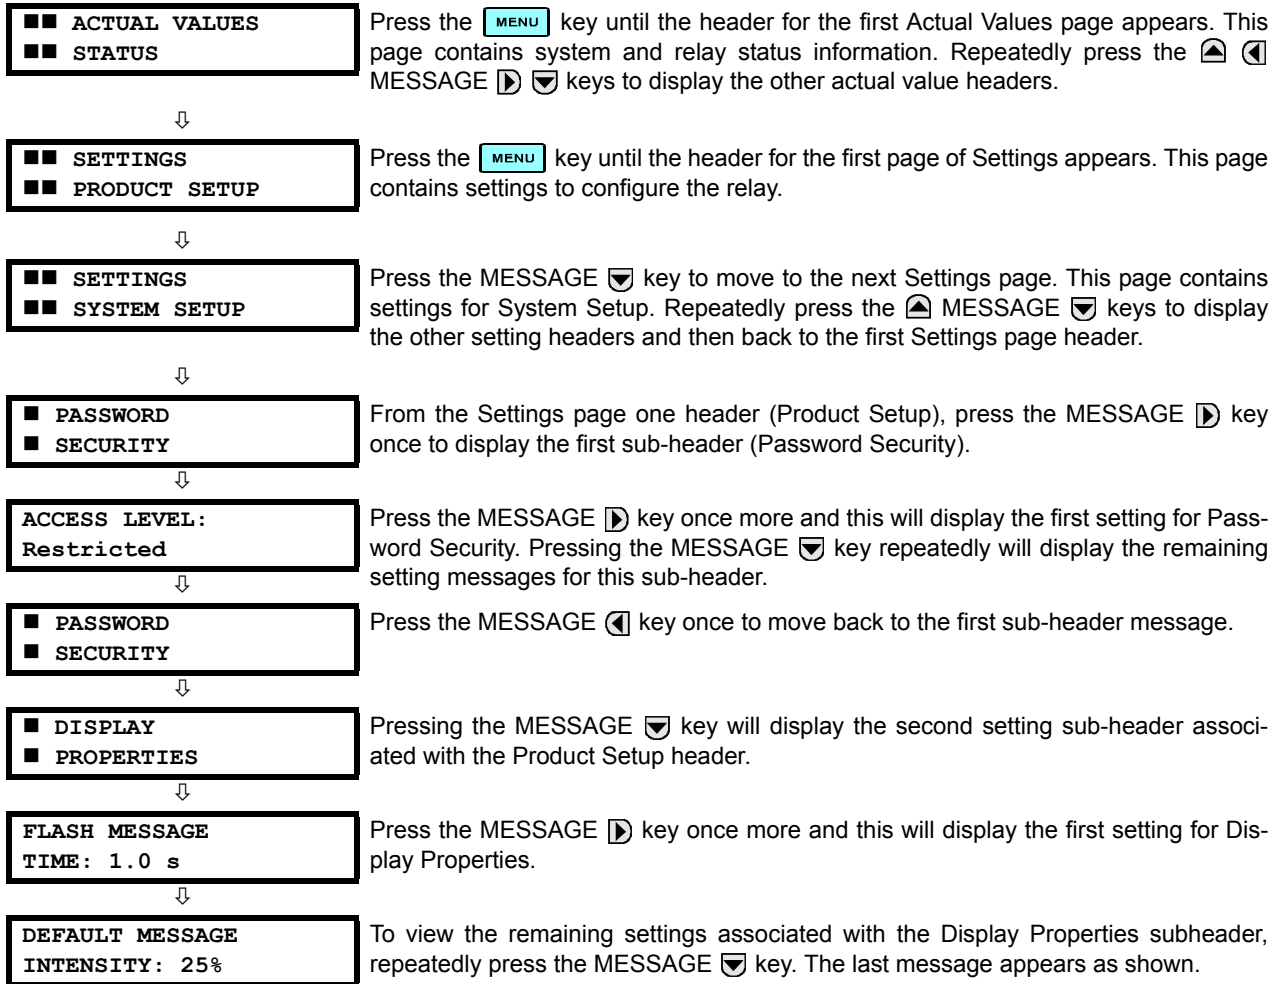 ■■ ACTUAL VALUES
■■ STATUS
Press the MENU key until the header for the first Actual Values page appears. This
page contains system and relay status information. Repeatedly press the
MESSAGE keys to display the other actual value headers.
⇩
■■ SETTINGS
■■ PRODUCT SETUP
Press the MENU key until the header for the first page of Settings appears. This page
contains settings to configure the relay.
⇩
■■ SETTINGS
■■ SYSTEM SETUP
Press the MESSAGE key to move to the next Settings page. This page contains
settings for System Setup. Repeatedly press the MESSAGE keys to display
the other setting headers and then back to the first Settings page header.
⇩
■ PASSWORD
■ SECURITY
From the Settings page one header (Product Setup), press the MESSAGE key
once to display the first sub-header (Password Security).
⇩
ACCESS LEVEL:
Restricted
Press the MESSAGE key once more and this will display the first setting for Pass-
word Security. Pressing the MESSAGE key repeatedly will display the remaining
setting messages for this sub-header.
⇩
■ PASSWORD
■ SECURITY
Press the MESSAGE key once to move back to the first sub-header message.
⇩
■ DISPLAY
■ PROPERTIES
Pressing the MESSAGE key will display the second setting sub-header associ-
ated with the Product Setup header.
⇩
FLASH MESSAGE
TIME: 1.0 s
Press the MESSAGE key once more and this will display the first setting for Dis-
play Properties.
⇩
DEFAULT MESSAGE
INTENSITY: 25%
To view the remaining settings associated with the Display Properties subheader,
repeatedly press the MESSAGE key. The last message appears as shown.